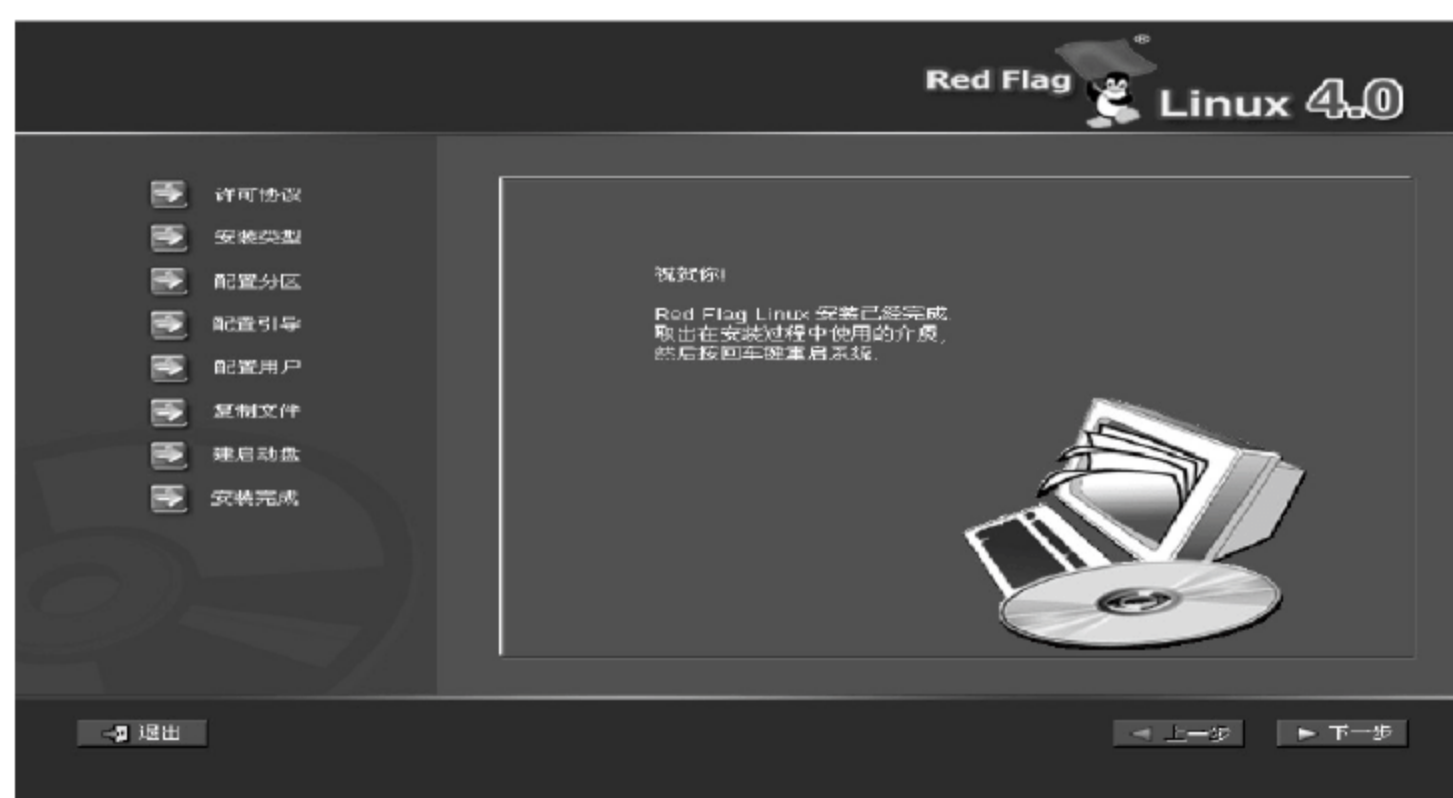 Red Flag
®
Linux 4.0
许可协议
安装类型
配置分区
配置引导
配置用户
复制文件
建启动盘
安装完成
祝贺你!
Red Flag Linux 安装已经完成.
取出在安装过程中使用的介质,
然后按回车键重启系统.
退出
上一步
下一步